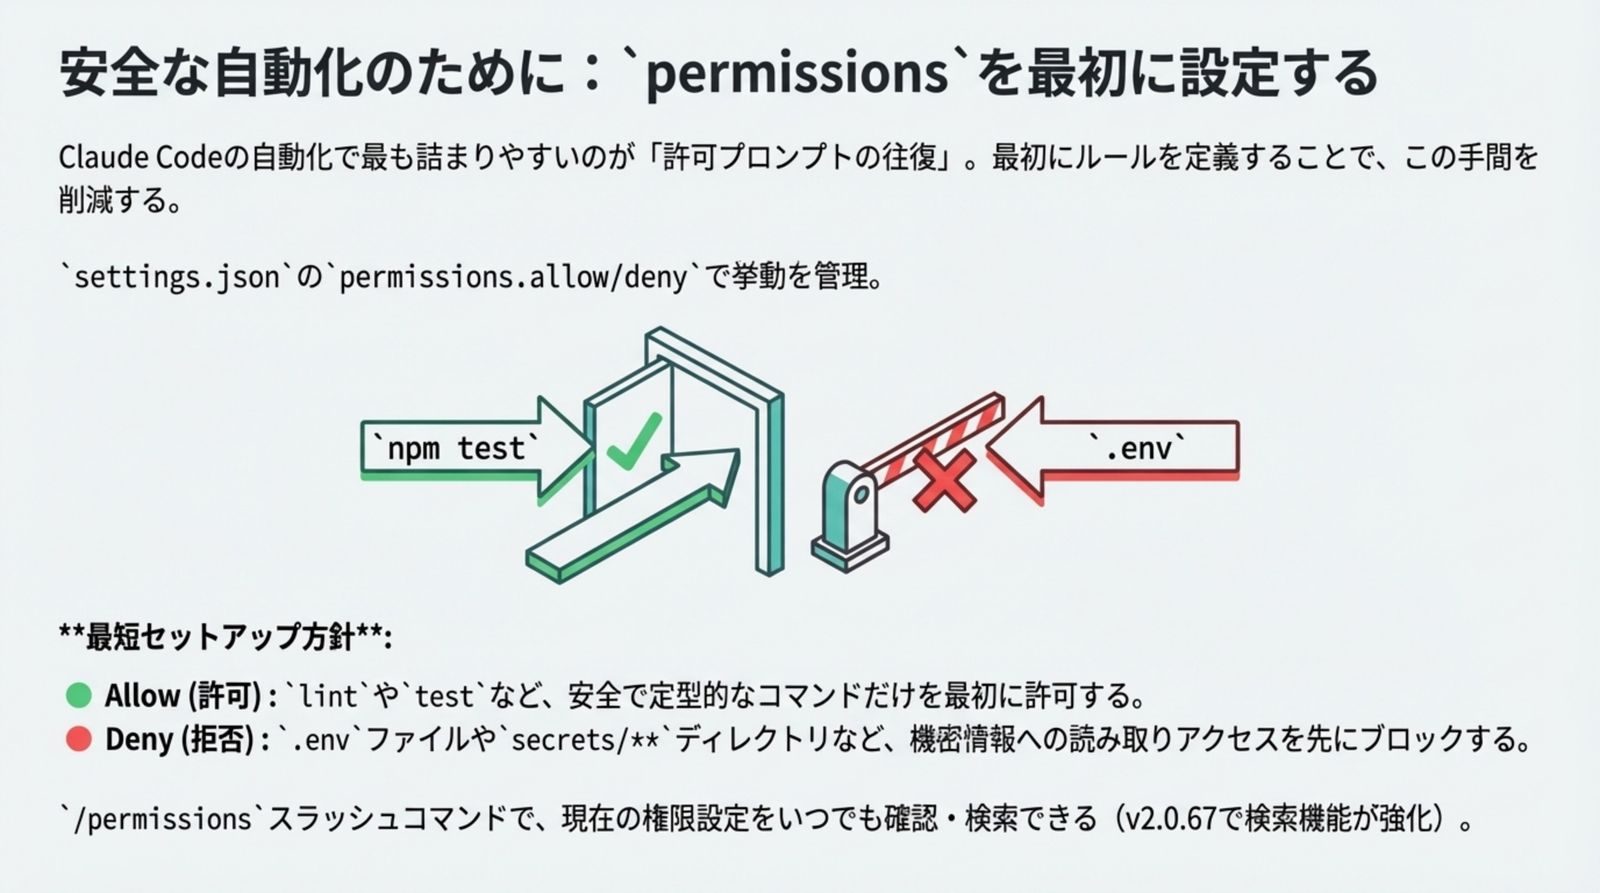 安全な自動化のために：`permissions`を最初に設定する
Claude Codeの自動化で最も詰まりやすいのが「許可プロンプトの往復」。最初にルールを定義することで、この手間を
削減する。
`settings.json`の`permissions.allow/deny`で挙動を管理。
`npm test`
`.env`
**最短セットアップ方針**:
Allow (許可) : `lint`や`test`など、安全で定型的なコマンドだけを最初に許可する。
Deny (拒否) : `.env`ファイルや`secrets/**`ディレクトリなど、機密情報への読み取りアクセスを先にブロックする。
`/permissions`スラッシュコマンドで、現在の権限設定をいつでも確認・検索できる（v2.0.67で検索機能が強化）。